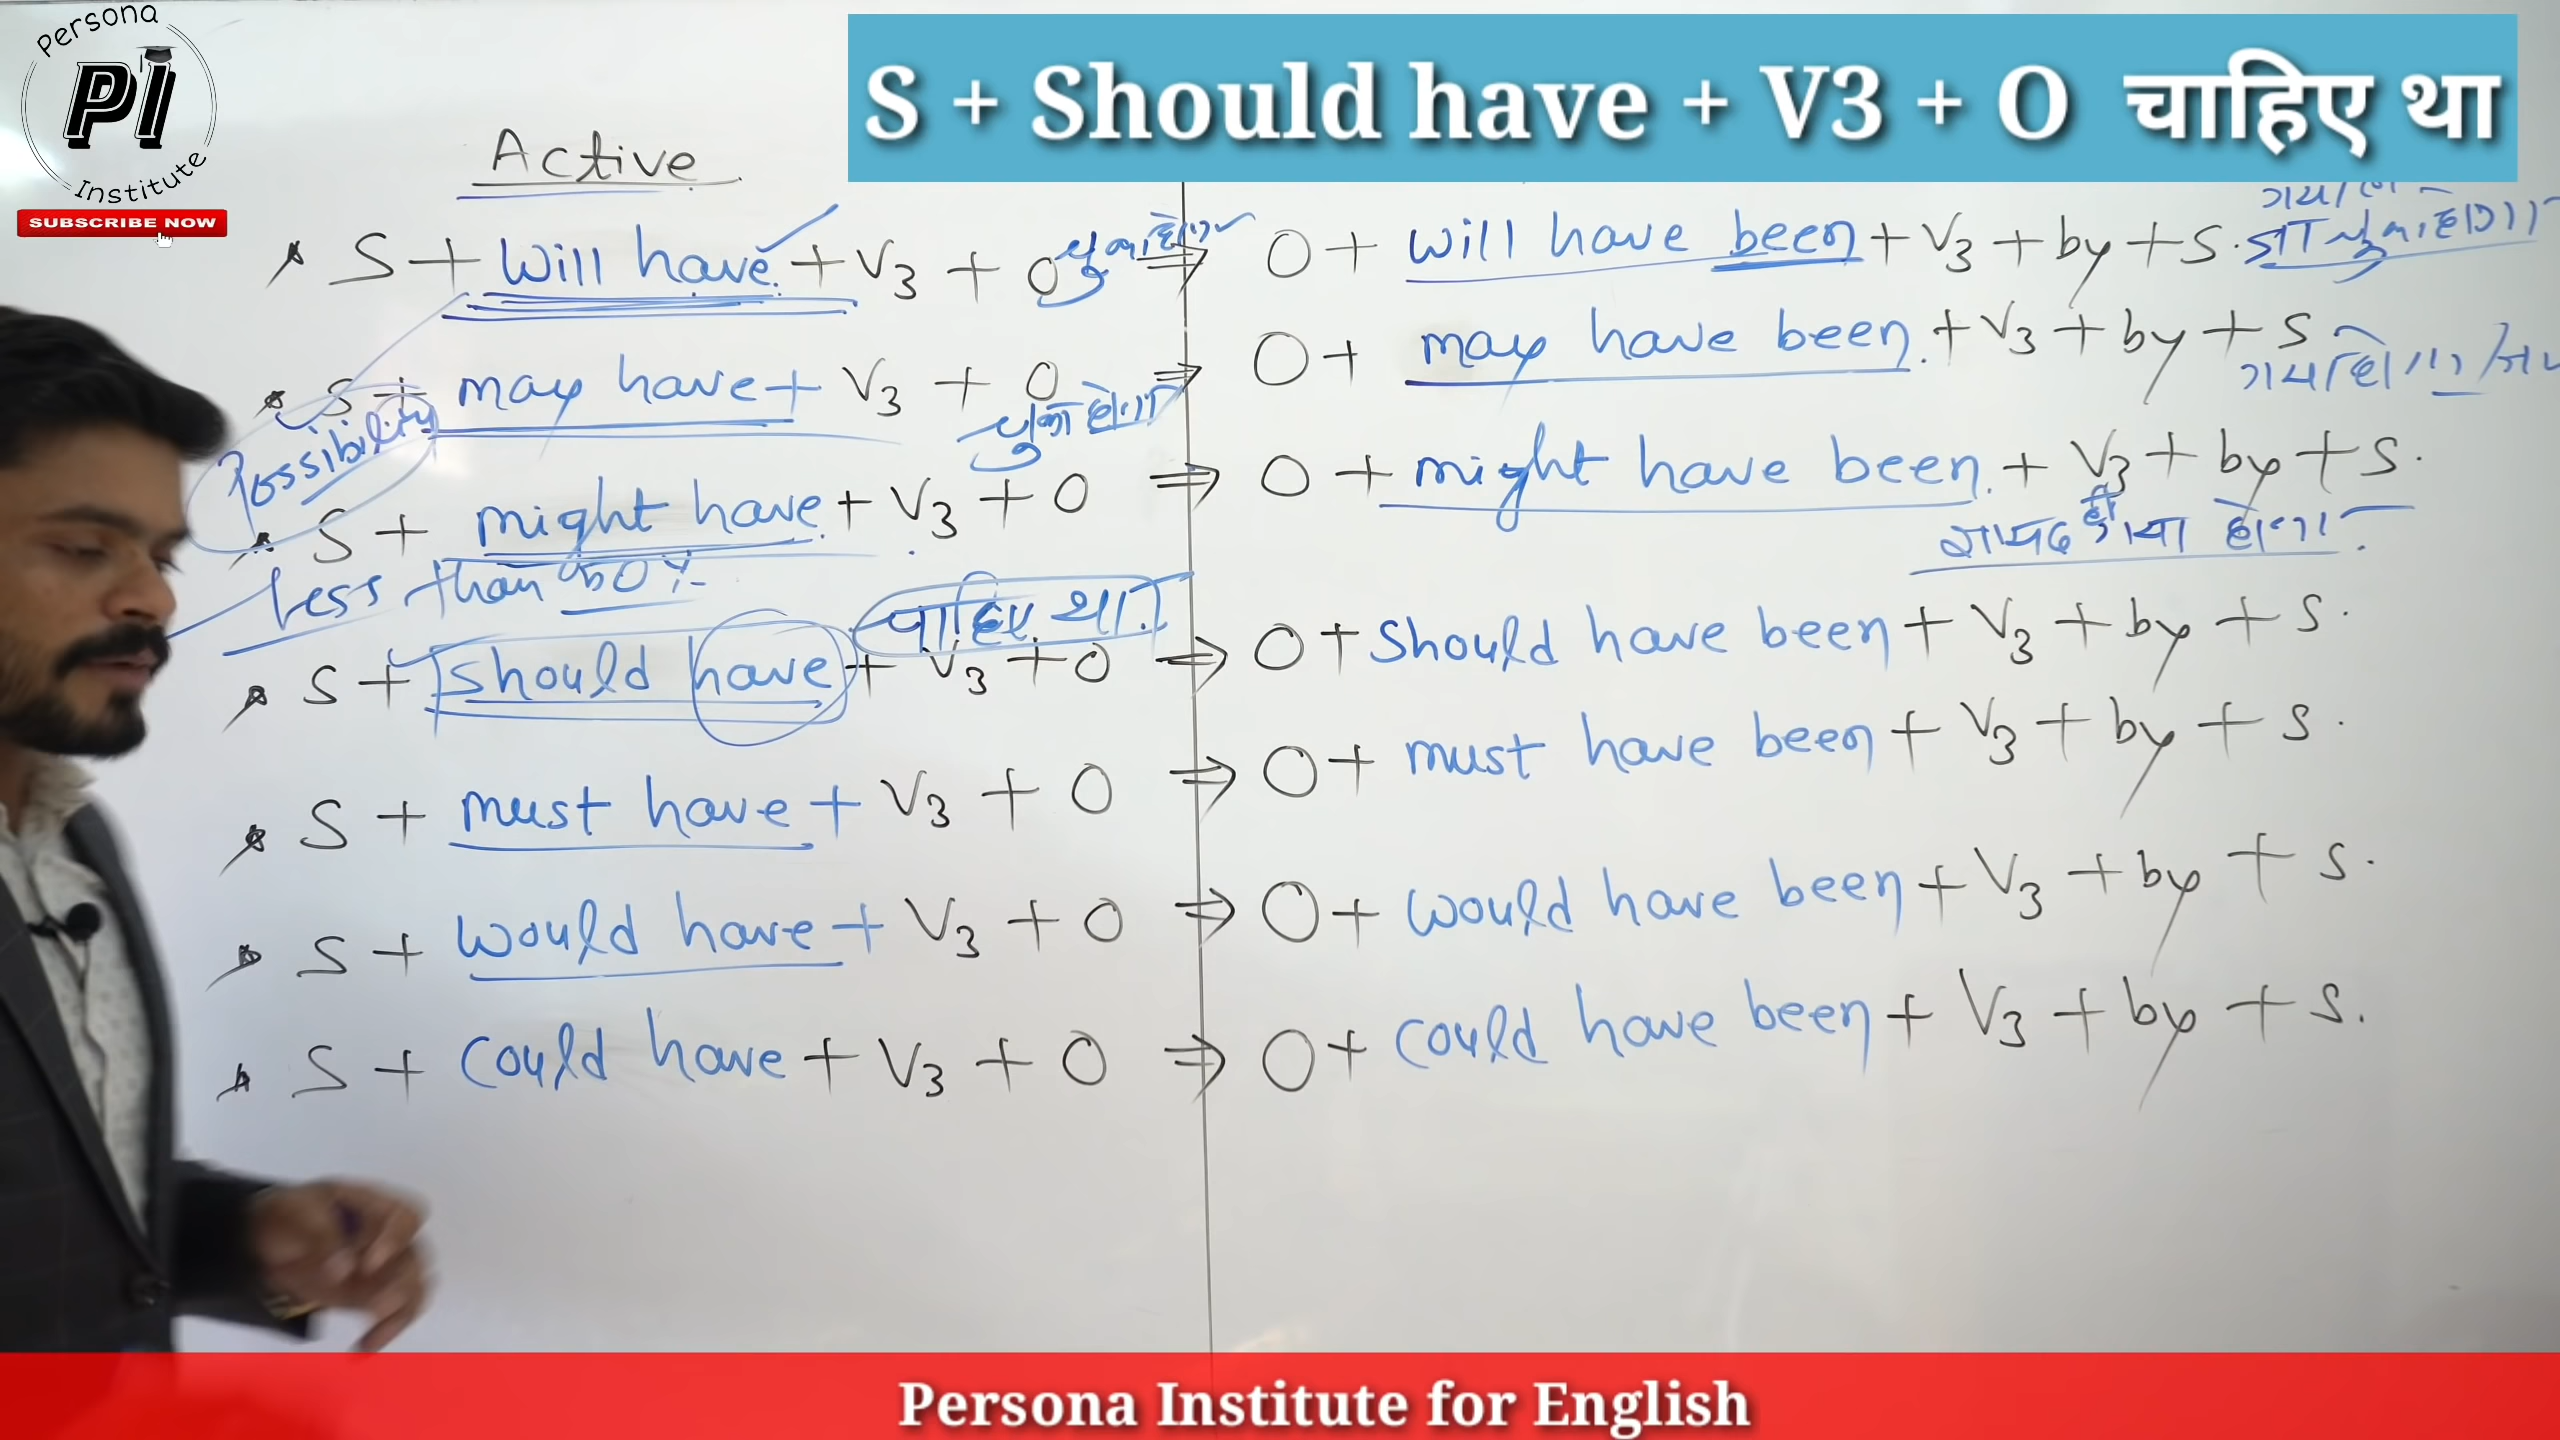 Persona
PI
Institute
SUBSCRIBE NOW
S + Should have + V3 + O चाहिए था
Active
S + Will have + V3 + O चुका होगा ⇒ O + will have been + V3 + by + S. जा चुका होगा
S + may have + V3 + O चुका होगा ⇒ O + may have been + V3 + by + S
Possibility
S + might have + V3 + O ⇒ O + might have been + V3 + by + S.
शायद ही गया होगा
Less than 50%
चाहिए था
S + should have + V3 + O ⇒ O + should have been + V3 + by + S.
S + must have + V3 + O ⇒ O + must have been + V3 + by + S.
S + would have + V3 + O ⇒ O + would have been + V3 + by + S.
S + could have + V3 + O ⇒ O + could have been + V3 + by + S.
Persona Institute for English